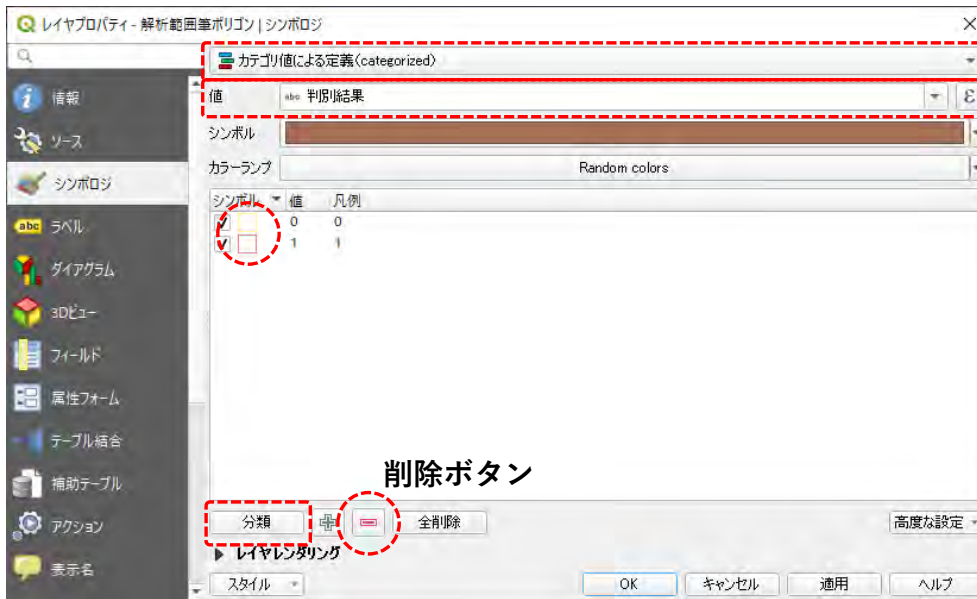 レイヤプロパティ - 解析範囲筆ポリゴン | シンボロジ
カテゴリ値による定義(categorized)
情報
値
abc 判別結果
ε
ソース
シンボル
シンボロジ
カラーランプ
Random colors
シンボル 値 凡例
0 0
1 1
abc ラベル
ダイアグラム
3Dビュー
フィールド
属性フォーム
テーブル結合
補助テーブル
アクション
表示名
削除ボタン
分類
全削除
高度な設定
レイヤレンダリング
スタイル
OK
キャンセル
適用
ヘルプ